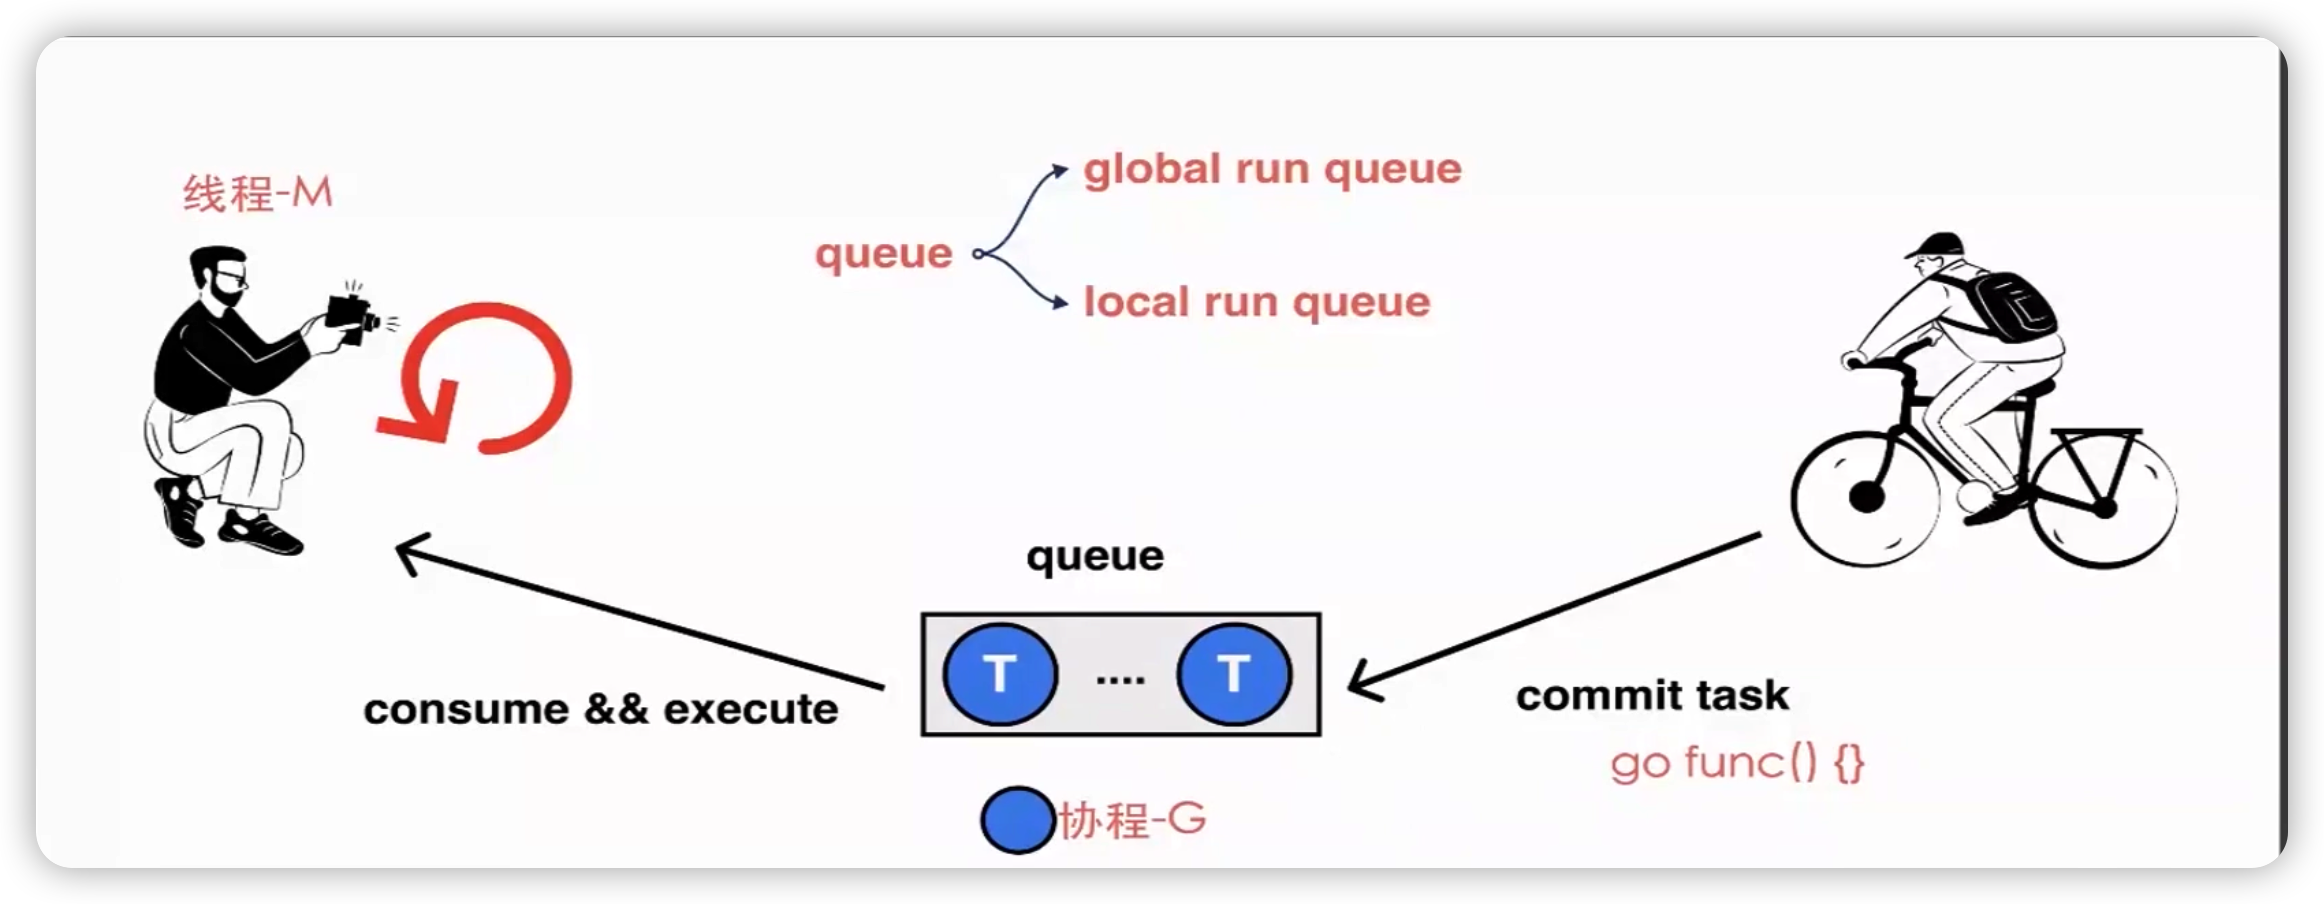 线程-M
global run queue
queue
local run queue
queue
T .... T
consume && execute
commit task
go func() {}
协程-G